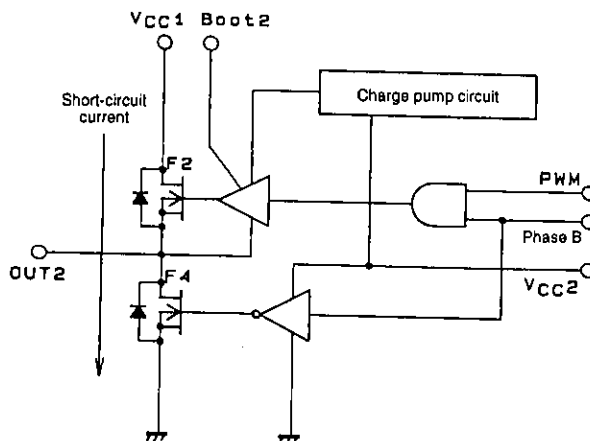 VCC1 Boot2
Short-circuit
current
Charge pump circuit
F2
PWM
Phase B
OUT2
F4
VCC2